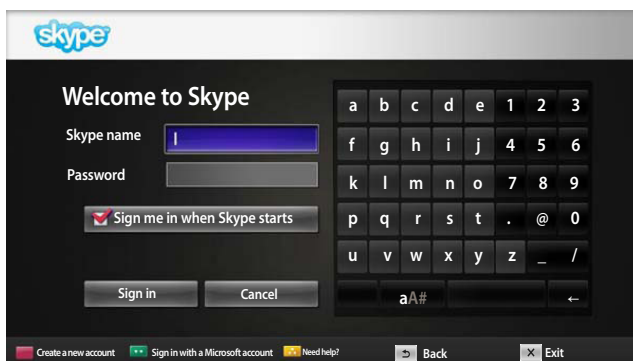 skype
Welcome to Skype
Skype name
Password
Sign me in when Skype starts
Sign in Cancel
a b c d e 1 2 3
f g h i j 4 5 6
k l m n o 7 8 9
p q r s t . @ 0
u v w x y z _ /
aA# ←
Create a new account Sign in with a Microsoft account Need help? Back X Exit